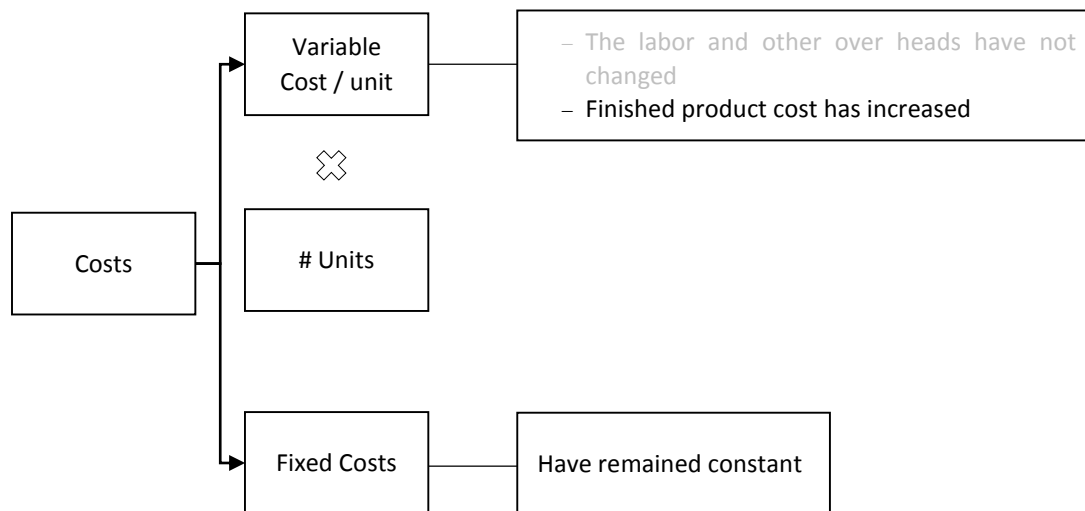 Variable
Cost / unit
– The labor and other over heads have not
changed
– Finished product cost has increased
Costs
# Units
Fixed Costs
Have remained constant